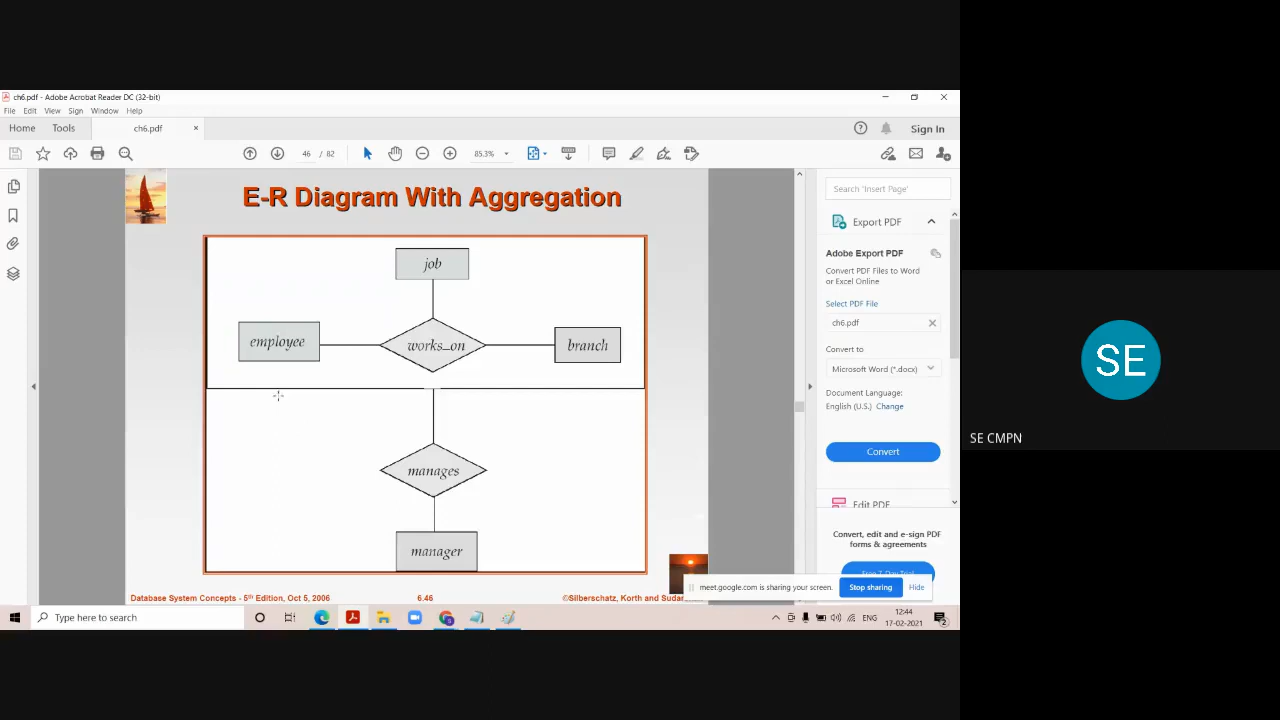 ch6.pdf - Adobe Acrobat Reader DC (32-bit)
File Edit View Sign Window Help
Home Tools ch6.pdf × Sign In
46 / 82 85.3%
E-R Diagram With Aggregation
job
employee works_on branch
manages
manager
Database System Concepts - 5th Edition, Oct 5, 2006 6.46 ©Silberschatz, Korth and
Search 'Insert Page'
Export PDF
Adobe Export PDF
Convert PDF Files to Word
or Excel Online
Select PDF File
ch6.pdf
Convert to
Microsoft Word (*.docx)
Document Language:
English (U.S.) Change
Convert
Edit PDF
Convert, edit and e-sign PDF
forms & agreements
Free 7-Day Trial
meet.google.com is sharing your screen. Stop sharing Hide
Type here to search
ENG
12:44
17-02-2021
2
SE
SE CMPN